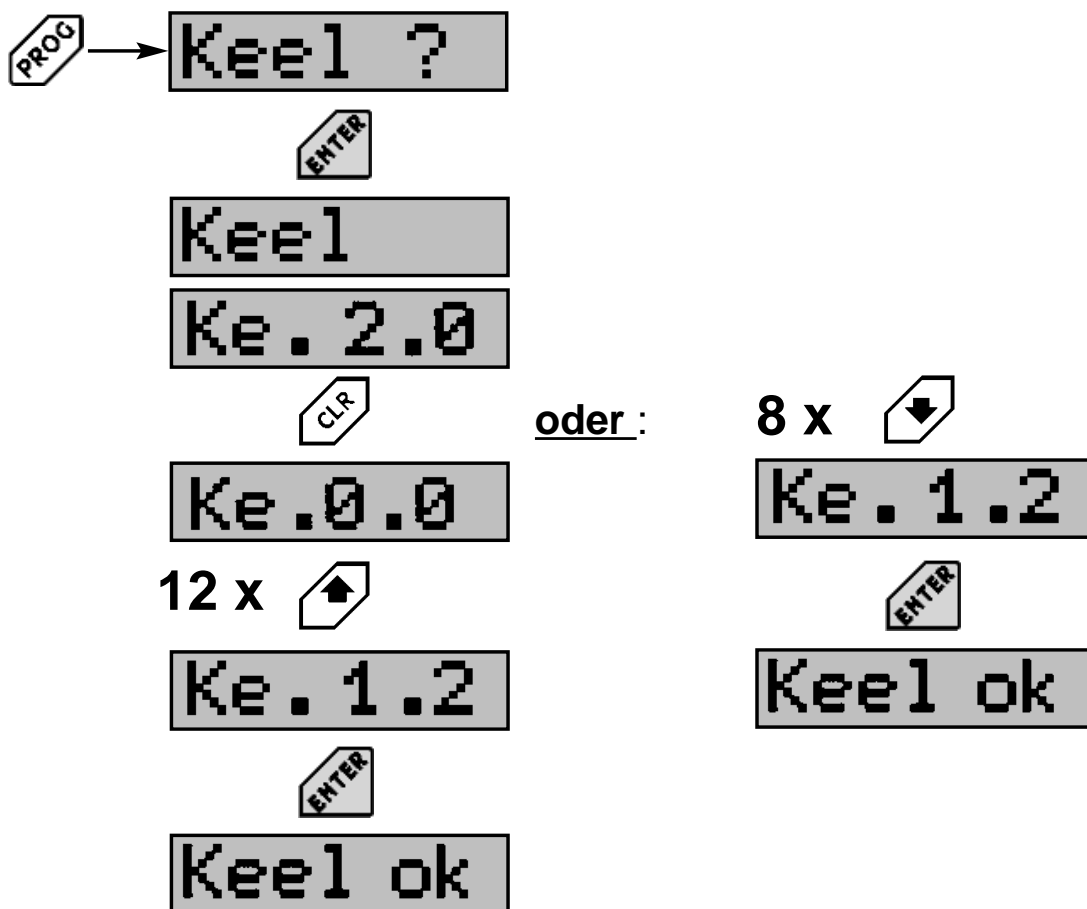 PROG
Keel ?
ENTER
Keel
Ke.2.0
CLR
Ke.0.0
12 x
Ke.1.2
ENTER
Keel ok
oder :
8 x
Ke.1.2
ENTER
Keel ok